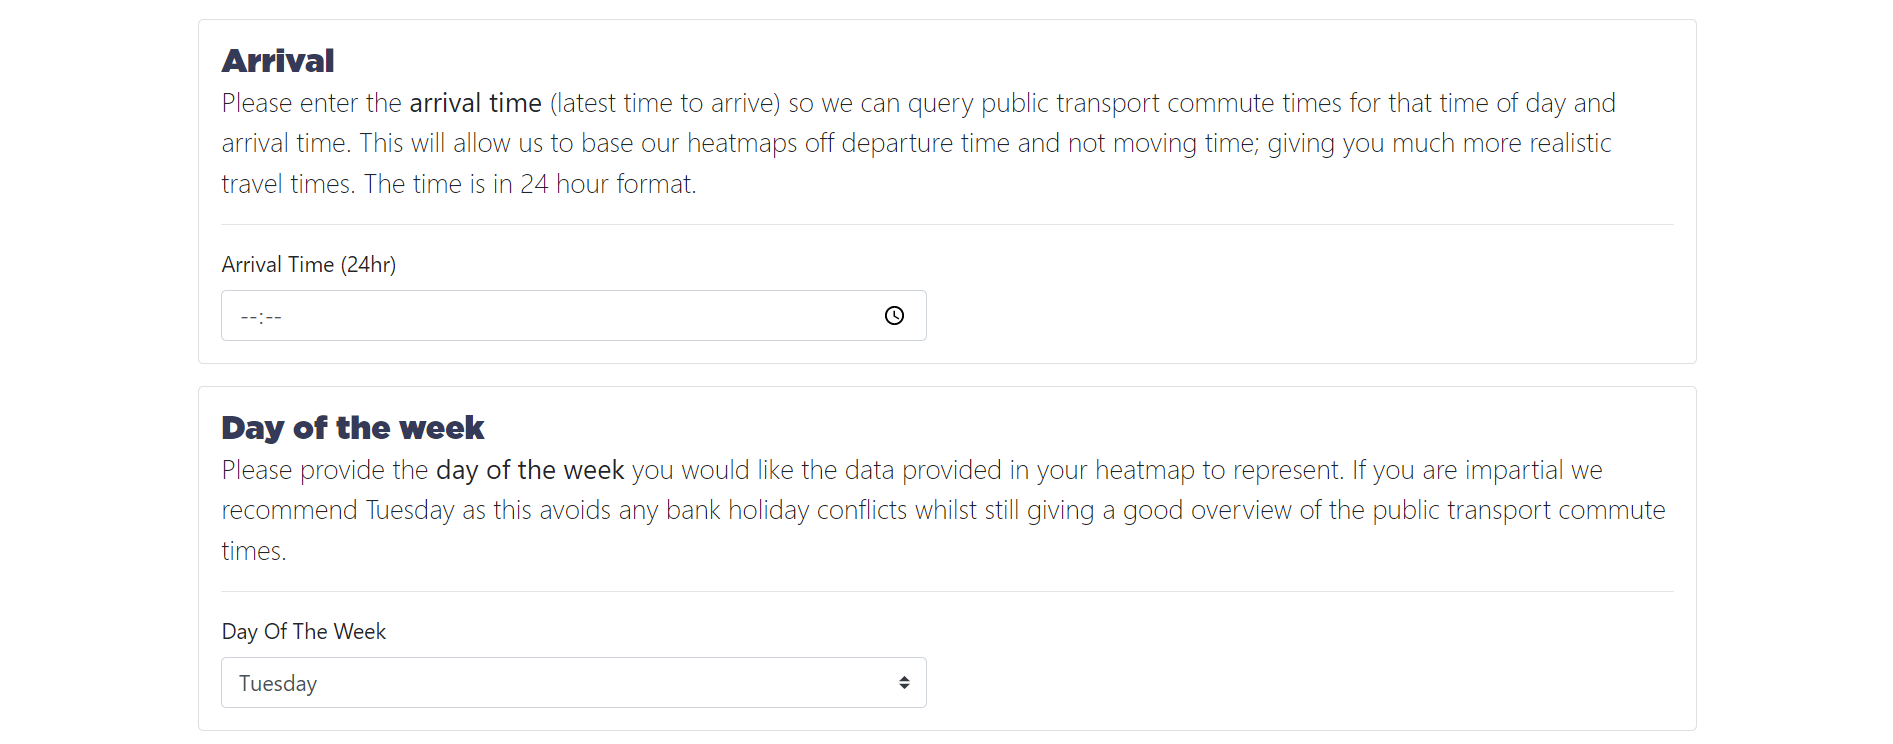 Arrival
Please enter the arrival time (latest time to arrive) so we can query public transport commute times for that time of day and
arrival time. This will allow us to base our heatmaps off departure time and not moving time; giving you much more realistic
travel times. The time is in 24 hour format.
Arrival Time (24hr)
--:--
Day of the week
Please provide the day of the week you would like the data provided in your heatmap to represent. If you are impartial we
recommend Tuesday as this avoids any bank holiday conflicts whilst still giving a good overview of the public transport commute
times.
Day Of The Week
Tuesday